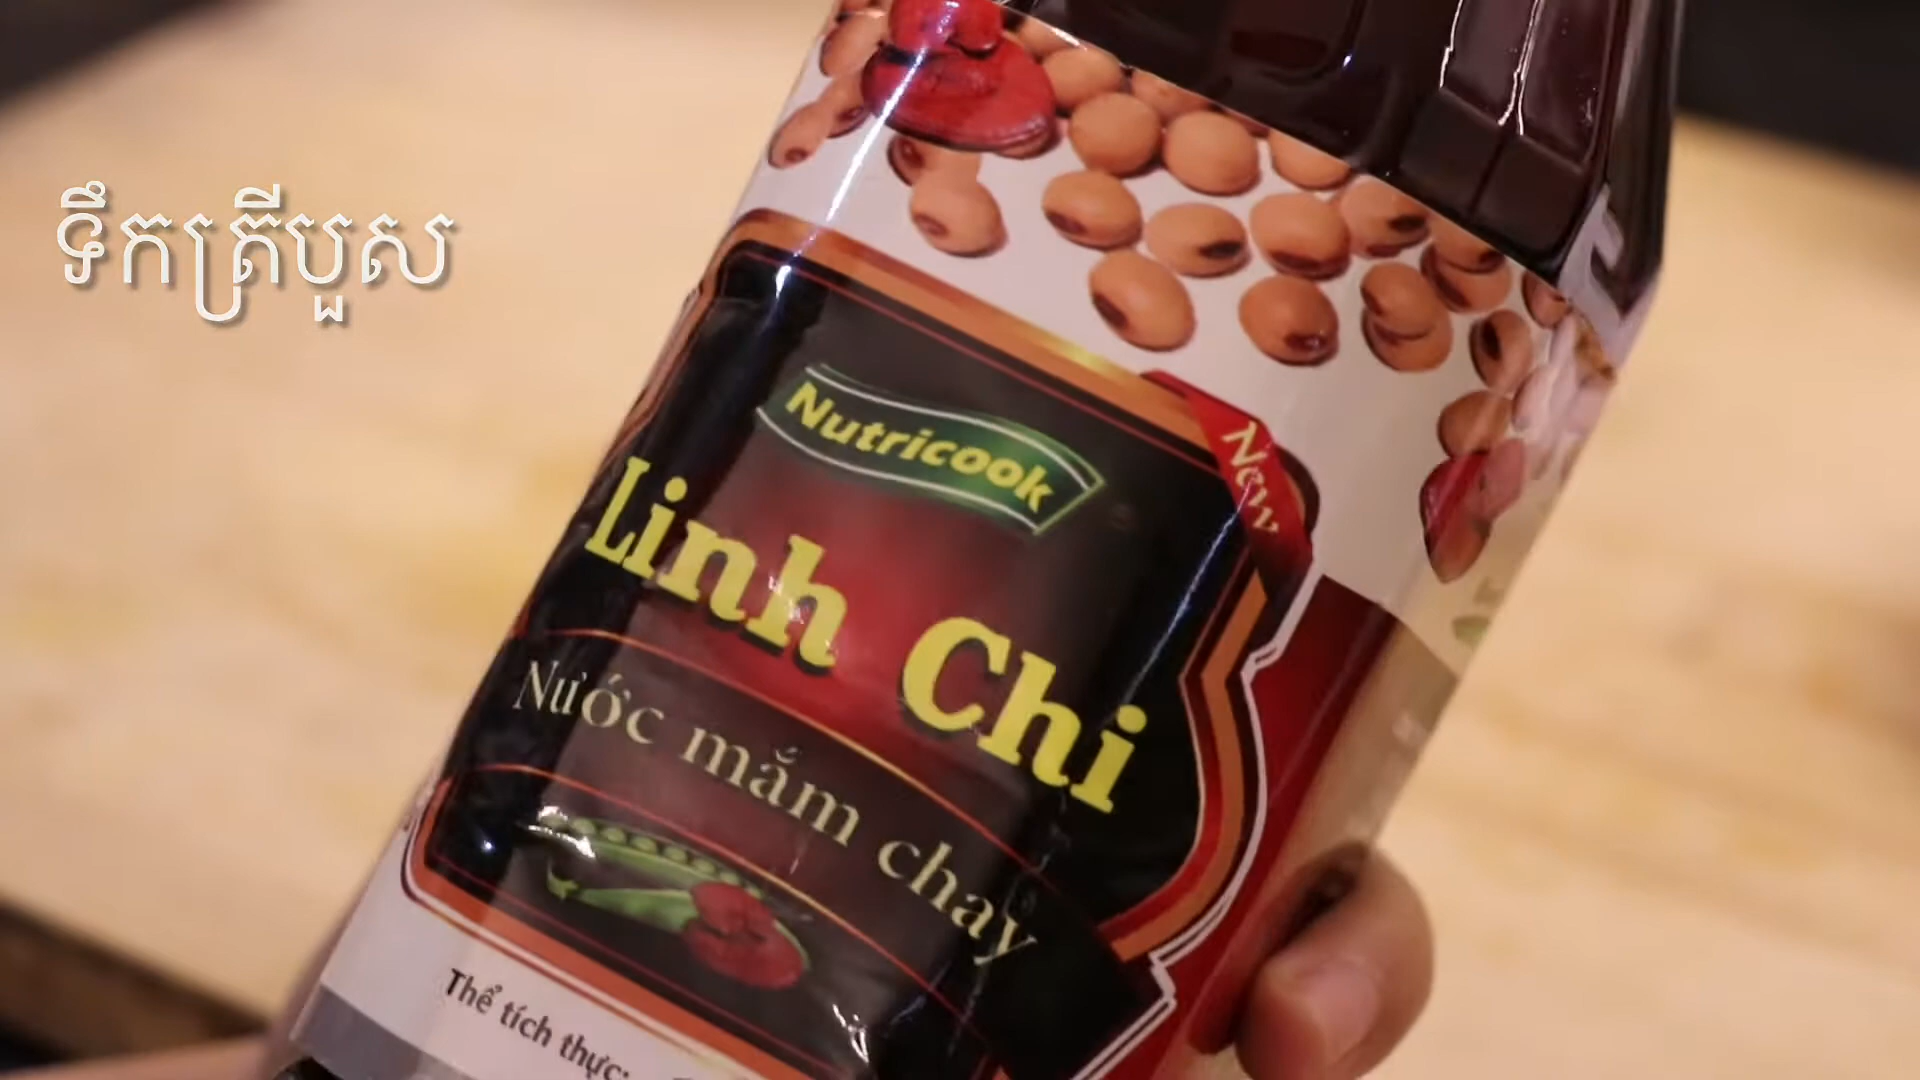 ទឹកត្រីបួស
Nutricook
New
Linh Chi
Nước mắm chay
Thể tích thực: